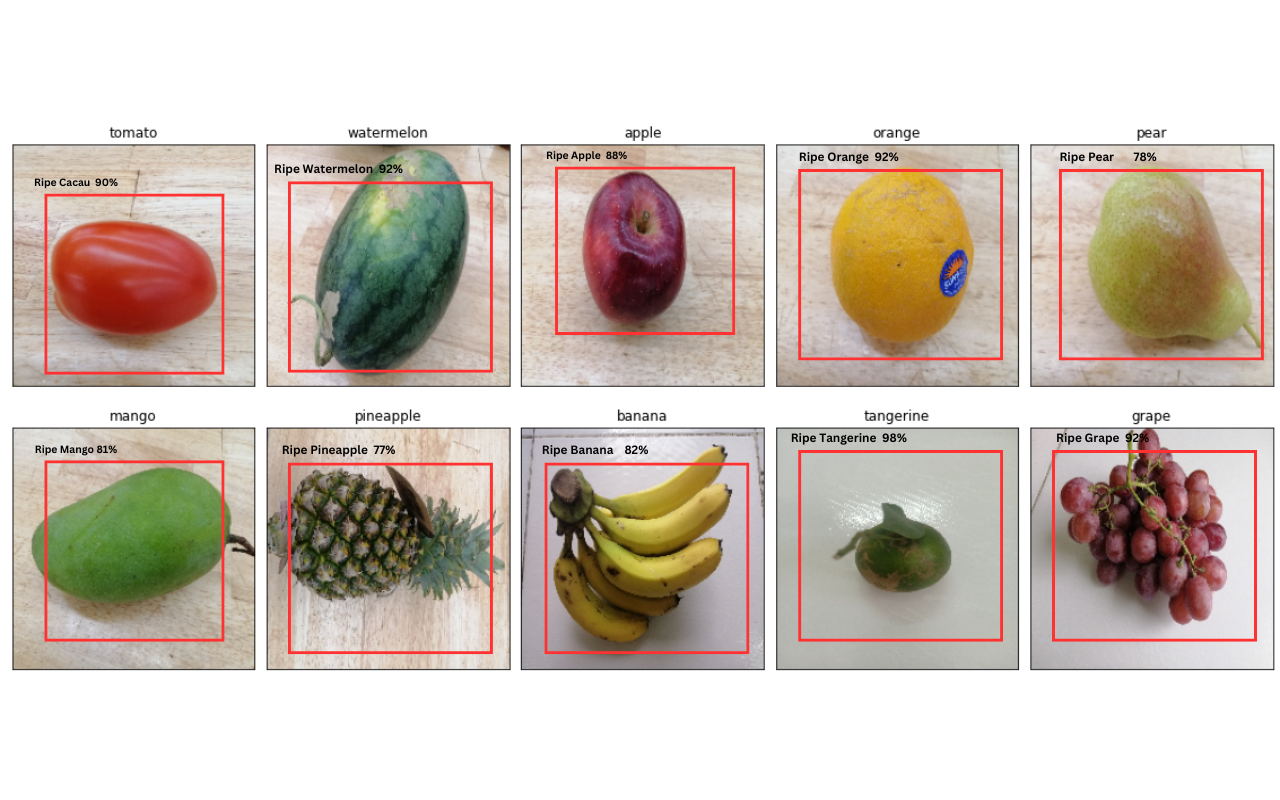 tomato
watermelon
apple
orange
pear
Ripe Cacau 90%
Ripe Watermelon 92%
Ripe Apple 88%
Ripe Orange 92%
Ripe Pear 78%
mango
pineapple
banana
tangerine
grape
Ripe Mango 81%
Ripe Pineapple 77%
Ripe Banana 82%
Ripe Tangerine 98%
Ripe Grape 92%